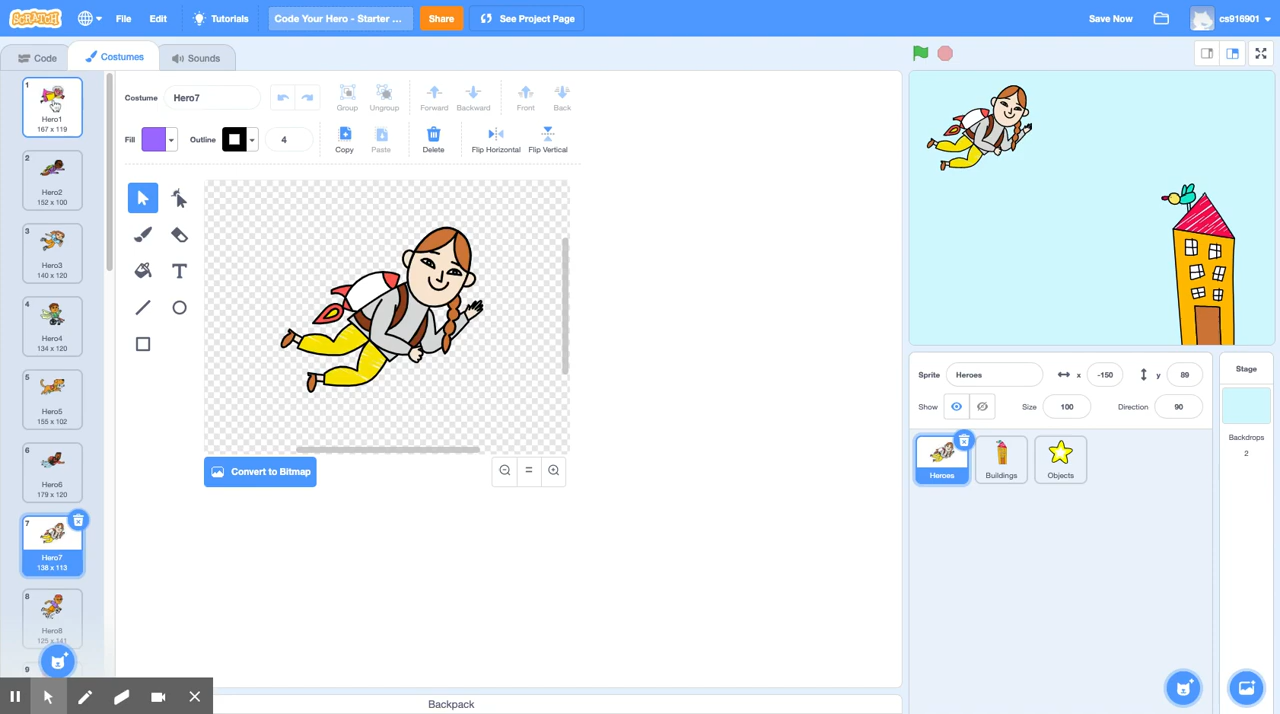 SCRATCH File Edit Tutorials Code Your Hero - Starter ... Share See Project Page Save Now cs916901
Code Costumes Sounds
1
Hero1
167 x 119
2
Hero2
152 x 100
3
Hero3
140 x 120
4
Hero4
134 x 120
5
Hero5
155 x 102
6
Hero6
179 x 120
7
Hero7
138 x 113
8
Hero8
125 x 141
9
Costume Hero7
Group Ungroup Forward Backward Front Back
Fill Outline 4
Copy Paste Delete Flip Horizontal Flip Vertical
T
Convert to Bitmap
Backpack
Sprite Heroes x -150 y 89
Show Size 100 Direction 90
Heroes Buildings Objects
Stage
Backdrops
2